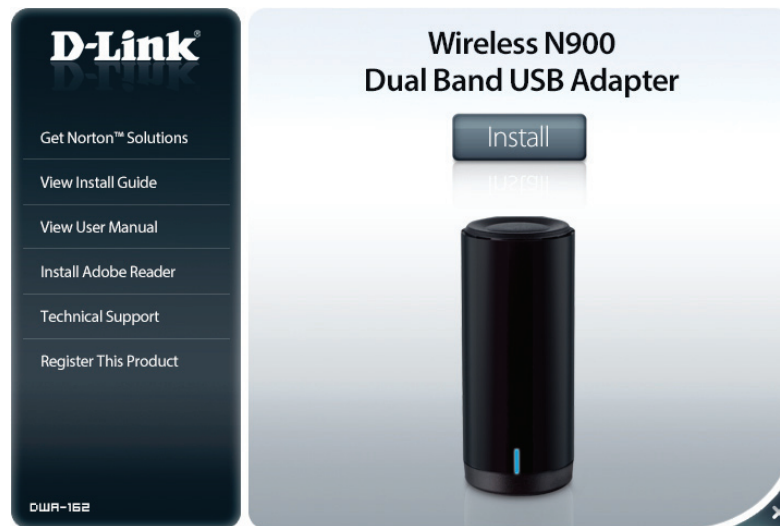 D-Link®
Get Norton™ Solutions
View Install Guide
View User Manual
Install Adobe Reader
Technical Support
Register This Product
DWA-162
Wireless N900
Dual Band USB Adapter
Install